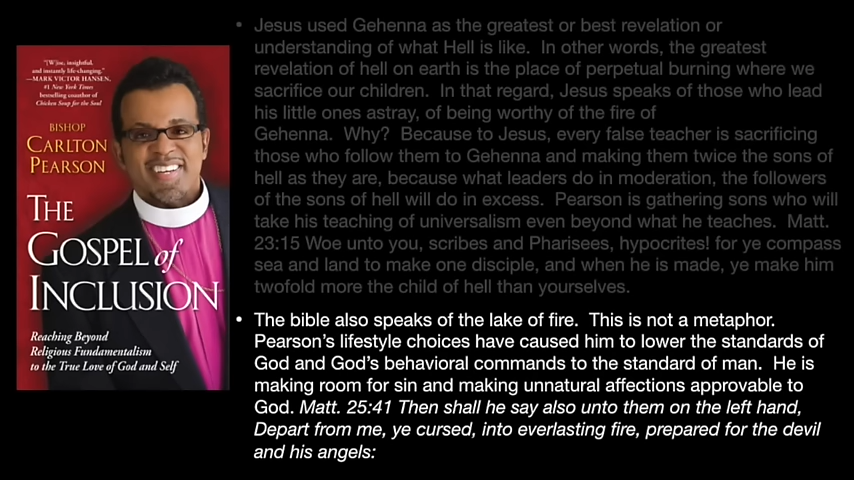 "[W]ise, insightful,
and instantly life-changing."
—MARK VICTOR HANSEN,
#1 New York Times
bestselling coauthor of
Chicken Soup for the Soul
BISHOP
CARLTON
PEARSON
THE
GOSPEL of
INCLUSION
Reaching Beyond
Religious Fundamentalism
to the True Love of God and Self
• Jesus used Gehenna as the greatest or best revelation or
understanding of what Hell is like. In other words, the greatest
revelation of hell on earth is the place of perpetual burning where we
sacrifice our children. In that regard, Jesus speaks of those who lead
his little ones astray, of being worthy of the fire of
Gehenna. Why? Because to Jesus, every false teacher is sacrificing
those who follow them to Gehenna and making them twice the sons of
hell as they are, because what leaders do in moderation, the followers
of the sons of hell will do in excess. Pearson is gathering sons who will
take his teaching of universalism even beyond what he teaches. Matt.
23:15 Woe unto you, scribes and Pharisees, hypocrites! for ye compass
sea and land to make one disciple, and when he is made, ye make him
twofold more the child of hell than yourselves.
• The bible also speaks of the lake of fire. This is not a metaphor.
Pearson's lifestyle choices have caused him to lower the standards of
God and God's behavioral commands to the standard of man. He is
making room for sin and making unnatural affections approvable to
God. Matt. 25:41 Then shall he say also unto them on the left hand,
Depart from me, ye cursed, into everlasting fire, prepared for the devil
and his angels: